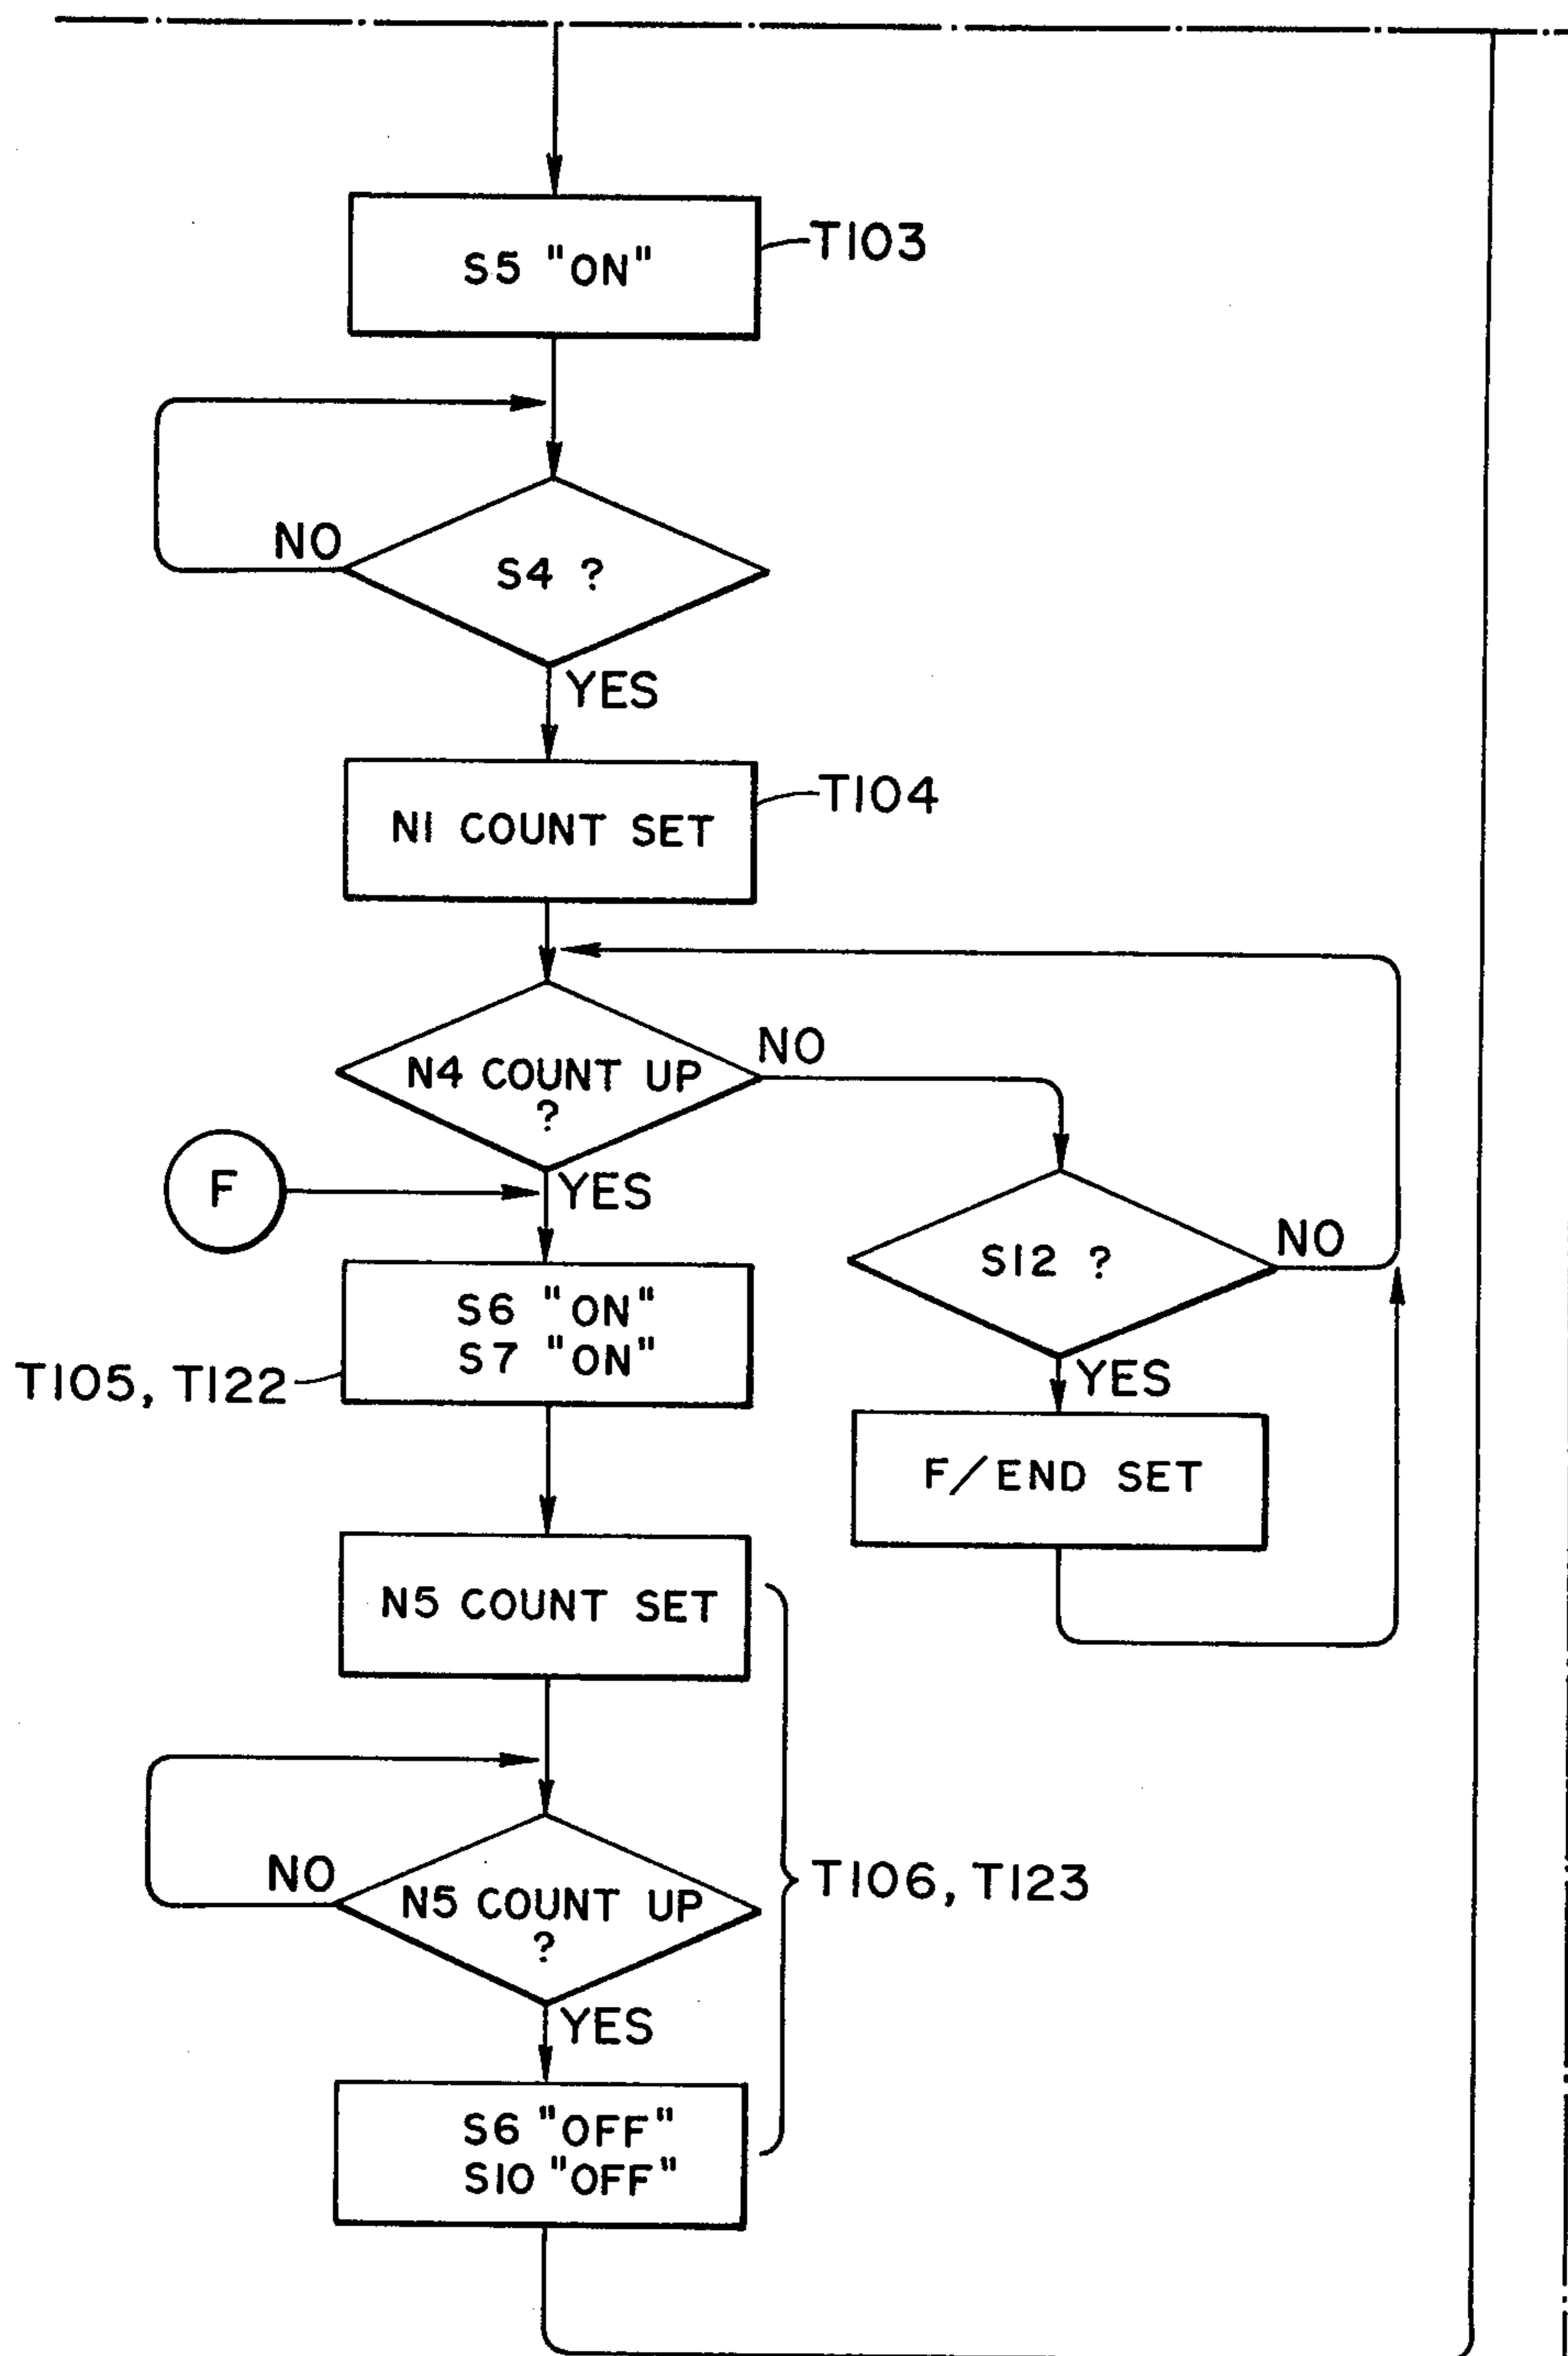 S5 "ON"
T103
NO
S4 ?
YES
N1 COUNT SET
T104
N4 COUNT UP
?
NO
F
YES
S6 "ON"
S7 "ON"
T105, T122
S12 ?
NO
YES
F/END SET
N5 COUNT SET
NO
N5 COUNT UP
?
T106, T123
YES
S6 "OFF"
S10 "OFF"